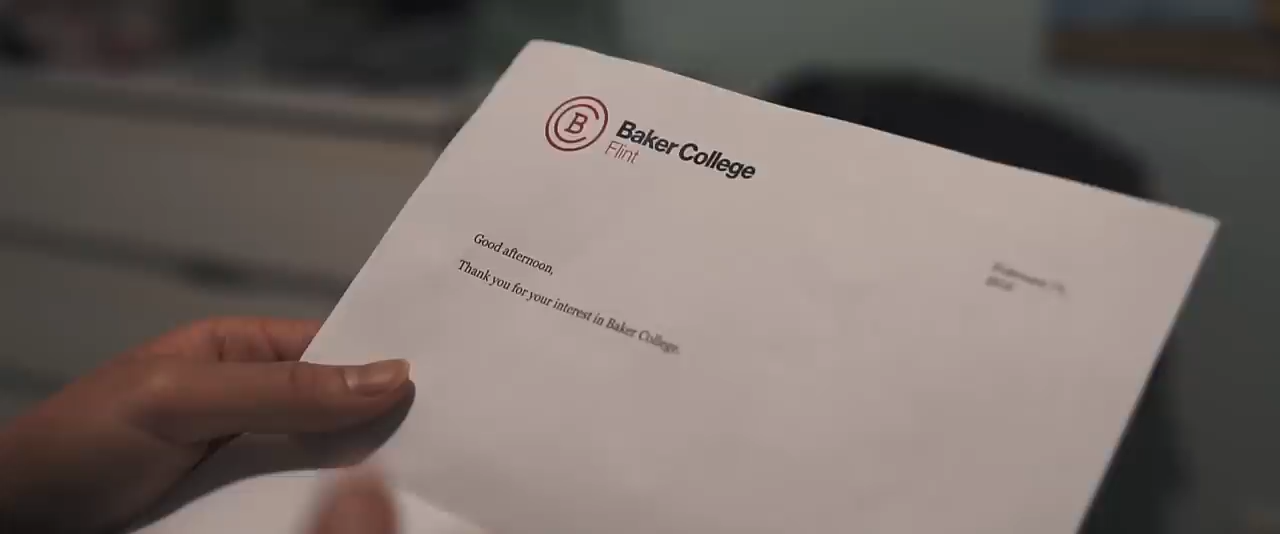 B
Baker College
Flint
Good afternoon,
Thank you for your interest in Baker College.